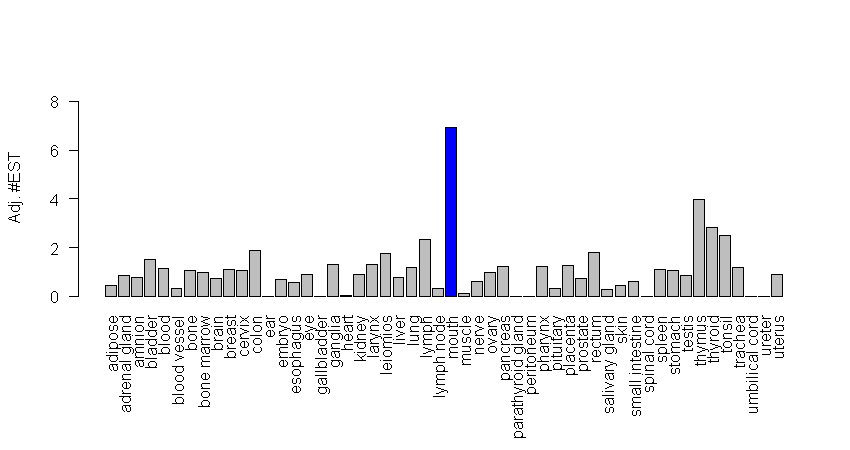 Adj. #EST
8
6
4
2
0
adipose
adrenal gland
amnion
bladder
blood
blood vessel
bone
bone marrow
brain
breast
cervix
colon
ear
embryo
esophagus
eye
gallbladder
ganglia
heart
kidney
larynx
leiomios
liver
lung
lymph
lymph node
mouth
muscle
nerve
ovary
pancreas
parathyroid gland
peritoneum
pharynx
pituitary
placenta
prostate
rectum
salivary gland
skin
small intestine
spinal cord
spleen
stomach
testis
thymus
thyroid
tonsil
trachea
umbilical cord
ureter
uterus